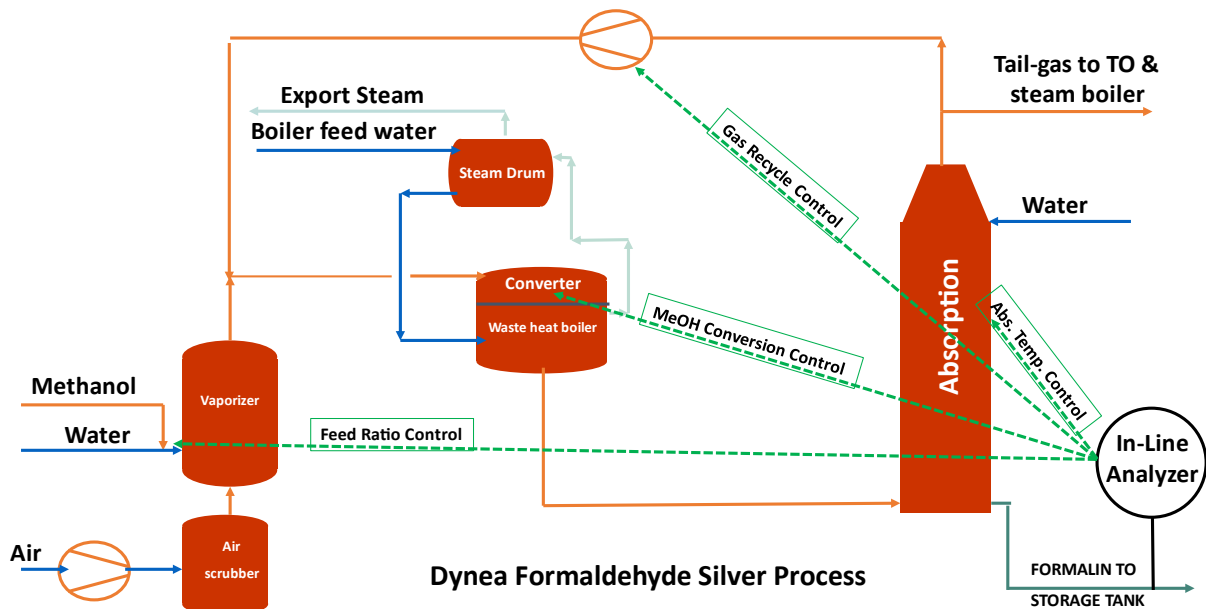 Tail-gas to TO &
steam boiler
Export Steam
Boiler feed water
Steam Drum
Gas Recycle Control
Water
Converter
Waste heat boiler
MeOH Conversion Control
Absorption
Abs. Temp. Control
Methanol
Water
Vaporizer
Feed Ratio Control
In-Line
Analyzer
Air
Air
scrubber
Dynea Formaldehyde Silver Process
FORMALIN TO
STORAGE TANK